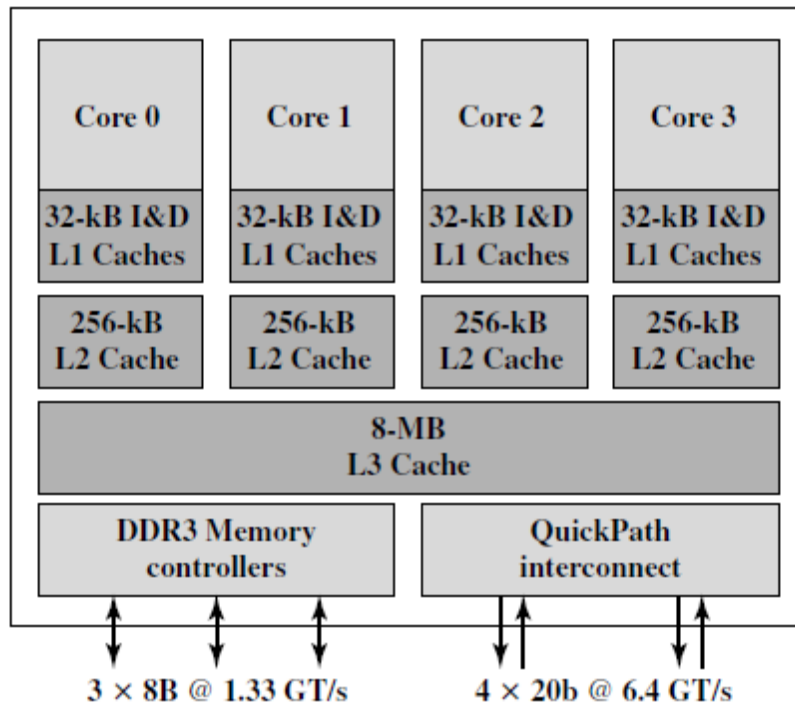 Core 0
Core 1
Core 2
Core 3
32-kB I&D
L1 Caches
32-kB I&D
L1 Caches
32-kB I&D
L1 Caches
32-kB I&D
L1 Caches
256-kB
L2 Cache
256-kB
L2 Cache
256-kB
L2 Cache
256-kB
L2 Cache
8-MB
L3 Cache
DDR3 Memory
controllers
QuickPath
interconnect
3 × 8B @ 1.33 GT/s
4 × 20b @ 6.4 GT/s